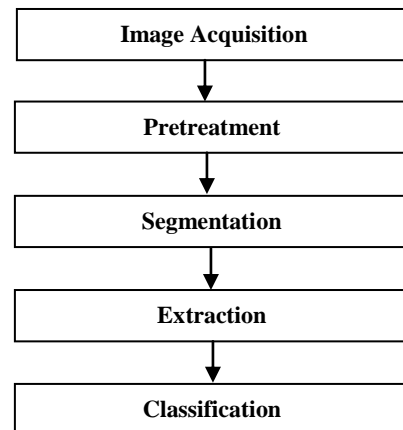 Image Acquisition
Pretreatment
Segmentation
Extraction
Classification